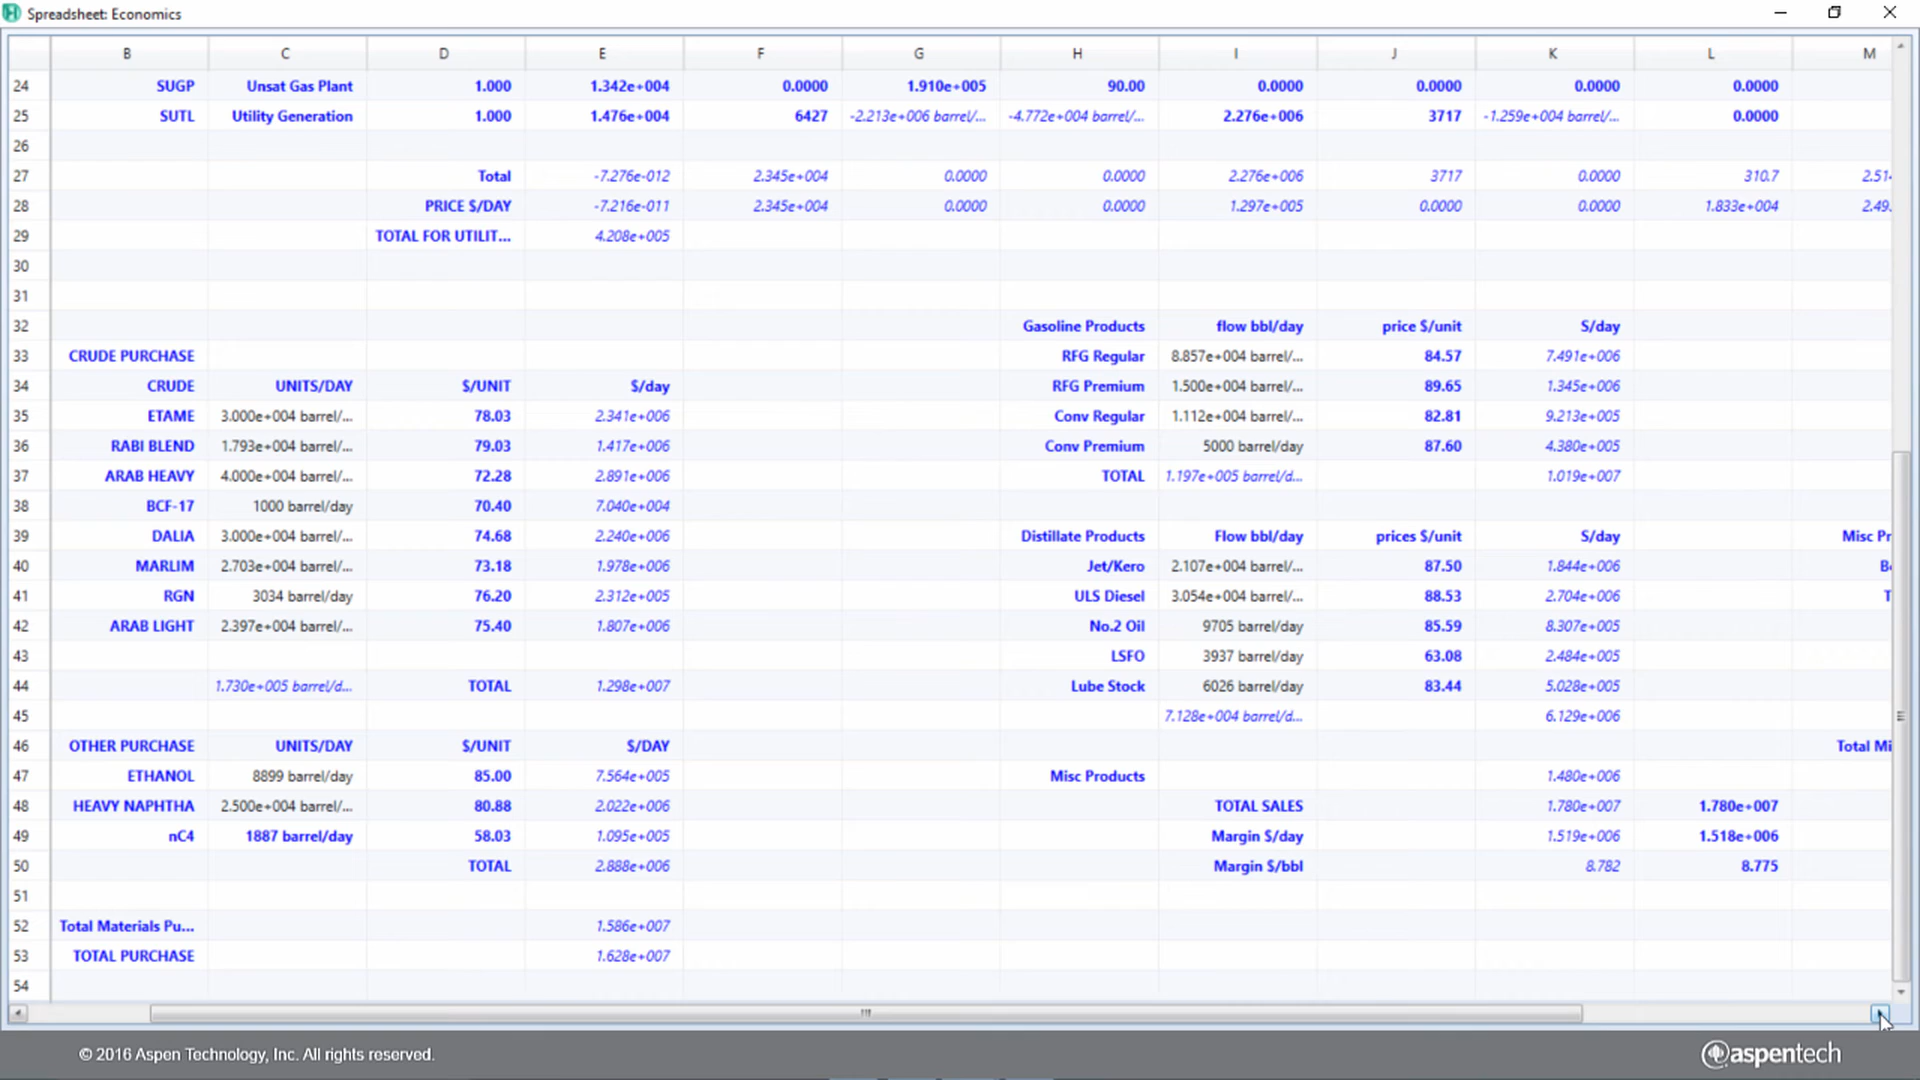 Spreadsheet: Economics
B C D E F G H I J K L M
24 SUGP Unsat Gas Plant 1.000 1.342e+004 0.0000 1.910e+005 90.00 0.0000 0.0000 0.0000 0.0000
25 SUTL Utility Generation 1.000 1.476e+004 6427 -2.213e+006 barrel/... -4.772e+004 barrel/... 2.276e+006 3717 -1.259e+004 barrel/... 0.0000
26
27 Total -7.276e-012 2.345e+004 0.0000 0.0000 2.276e+006 3717 0.0000 310.7 2.51
28 PRICE $/DAY -7.216e-011 2.345e+004 0.0000 0.0000 1.297e+005 0.0000 0.0000 1.833e+004 2.49
29 TOTAL FOR UTILIT... 4.208e+005
30
31
32 Gasoline Products flow bbl/day price $/unit S/day
33 CRUDE PURCHASE RFG Regular 8.857e+004 barrel/... 84.57 7.491e+006
34 CRUDE UNITS/DAY $/UNIT $/day RFG Premium 1.500e+004 barrel/... 89.65 1.345e+006
35 ETAME 3.000e+004 barrel/... 78.03 2.341e+006 Conv Regular 1.112e+004 barrel/... 82.81 9.213e+005
36 RABI BLEND 1.793e+004 barrel/... 79.03 1.417e+006 Conv Premium 5000 barrel/day 87.60 4.380e+005
37 ARAB HEAVY 4.000e+004 barrel/... 72.28 2.891e+006 TOTAL 1.197e+005 barrel/d... 1.019e+007
38 BCF-17 1000 barrel/day 70.40 7.040e+004
39 DALIA 3.000e+004 barrel/... 74.68 2.240e+006 Distillate Products Flow bbl/day prices $/unit S/day Misc Pr
40 MARLIM 2.703e+004 barrel/... 73.18 1.978e+006 Jet/Kero 2.107e+004 barrel/... 87.50 1.844e+006
41 RGN 3034 barrel/day 76.20 2.312e+005 ULS Diesel 3.054e+004 barrel/... 88.53 2.704e+006 T
42 ARAB LIGHT 2.397e+004 barrel/... 75.40 1.807e+006 No.2 Oil 9705 barrel/day 85.59 8.307e+005
43 LSFO 3937 barrel/day 63.08 2.484e+005
44 1.730e+005 barrel/d... TOTAL 1.298e+007 Lube Stock 6026 barrel/day 83.44 5.028e+005
45 7.128e+004 barrel/d... 6.129e+006
46 OTHER PURCHASE UNITS/DAY $/UNIT $/DAY Total Mi
47 ETHANOL 8899 barrel/day 85.00 7.564e+005 Misc Products 1.480e+006
48 HEAVY NAPHTHA 2.500e+004 barrel/... 80.88 2.022e+006 TOTAL SALES 1.780e+007 1.780e+007
49 nC4 1887 barrel/day 58.03 1.095e+005 Margin $/day 1.519e+006 1.518e+006
50 TOTAL 2.888e+006 Margin $/bbl 8.782 8.775
51
52 Total Materials Pu... 1.586e+007
53 TOTAL PURCHASE 1.628e+007
54
© 2016 Aspen Technology, Inc. All rights reserved.
aspentech